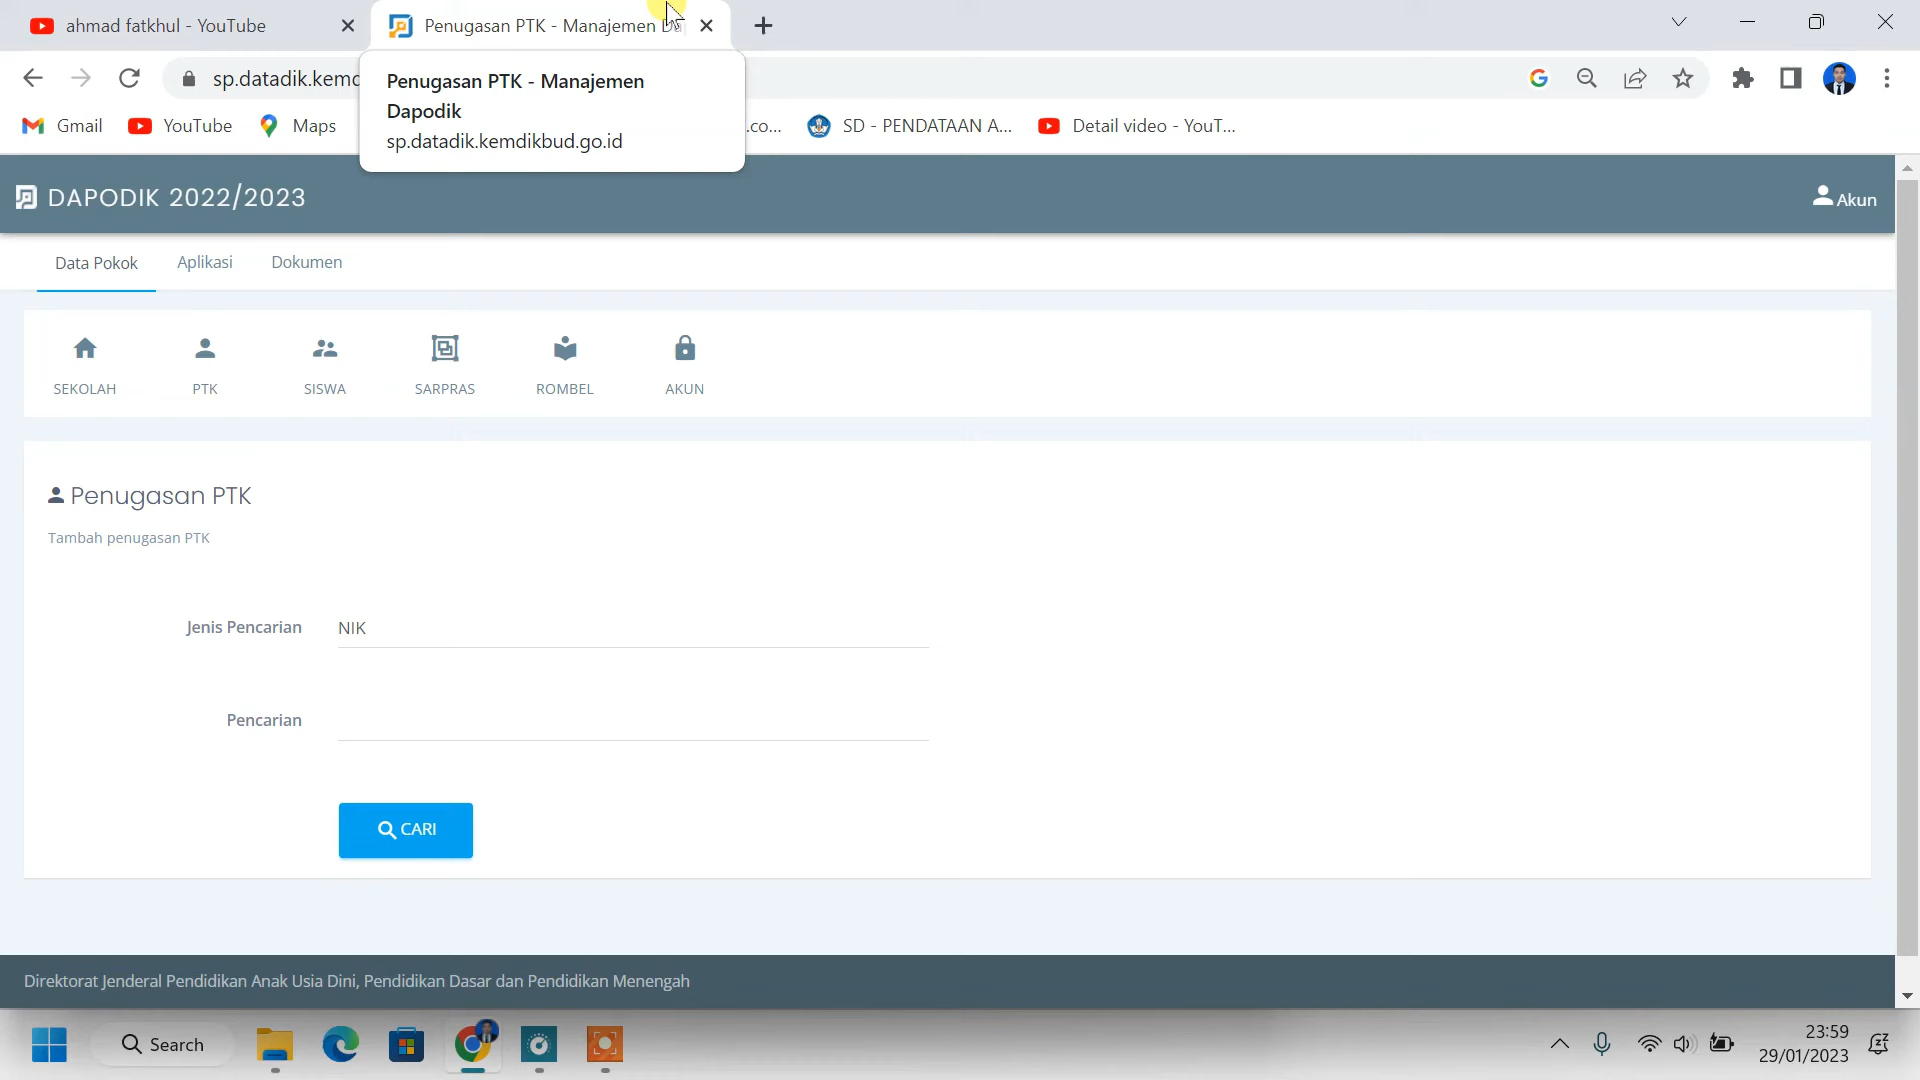 ahmad fatkhul - YouTube
Penugasan PTK - Manajemen Da
sp.datadik.kemd
Penugasan PTK - Manajemen
Dapodik
sp.datadik.kemdikbud.go.id
Gmail
YouTube
Maps
.co...
SD - PENDATAAN A...
Detail video - YouT...
DAPODIK 2022/2023
Akun
Data Pokok
Aplikasi
Dokumen
SEKOLAH
PTK
SISWA
SARPRAS
ROMBEL
AKUN
Penugasan PTK
Tambah penugasan PTK
Jenis Pencarian
NIK
Pencarian
CARI
Direktorat Jenderal Pendidikan Anak Usia Dini, Pendidikan Dasar dan Pendidikan Menengah
Search
23:59
29/01/2023